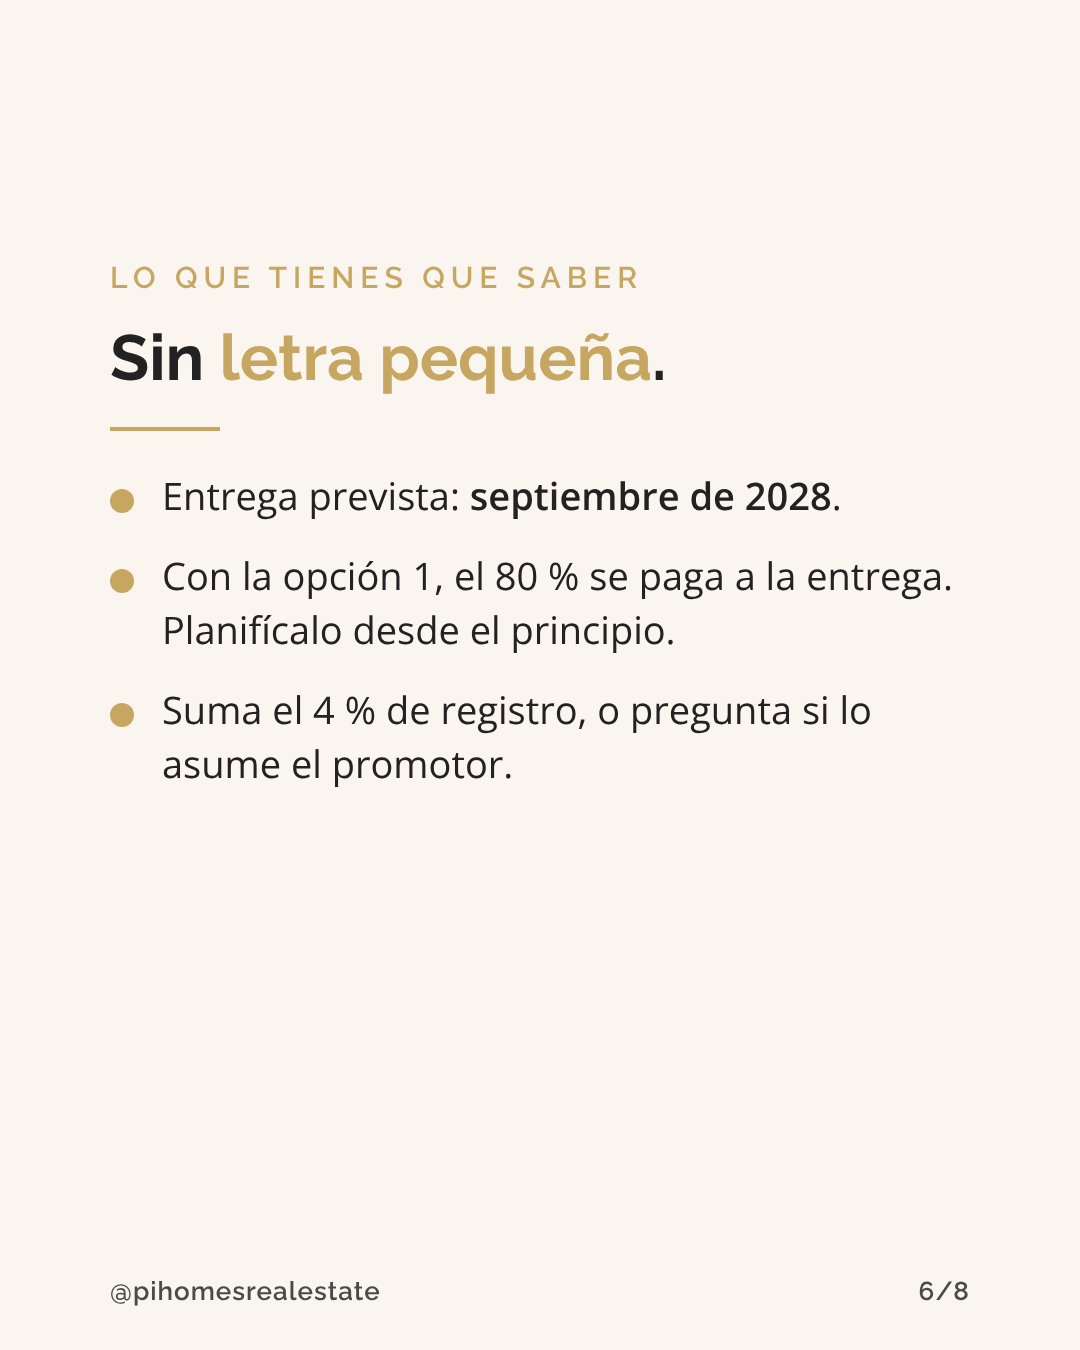 LO QUE TIENES QUE SABER
Sin letra pequeña.
Entrega prevista: septiembre de 2028.
Con la opción 1, el 80 % se paga a la entrega.
Planifícalo desde el principio.
Suma el 4 % de registro, o pregunta si lo
asume el promotor.
@pihomesrealestate
6/8